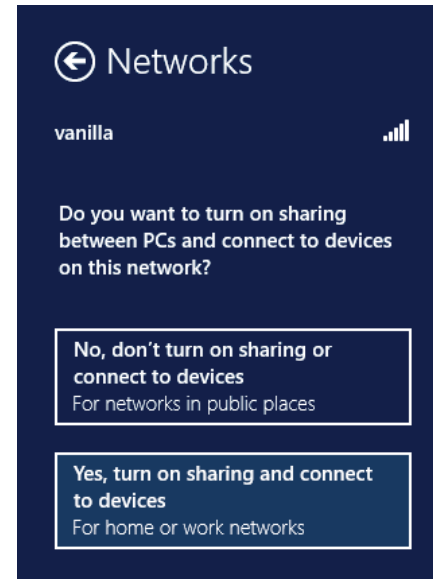 Networks
vanilla
Do you want to turn on sharing
between PCs and connect to devices
on this network?
No, don't turn on sharing or
connect to devices
For networks in public places
Yes, turn on sharing and connect
to devices
For home or work networks